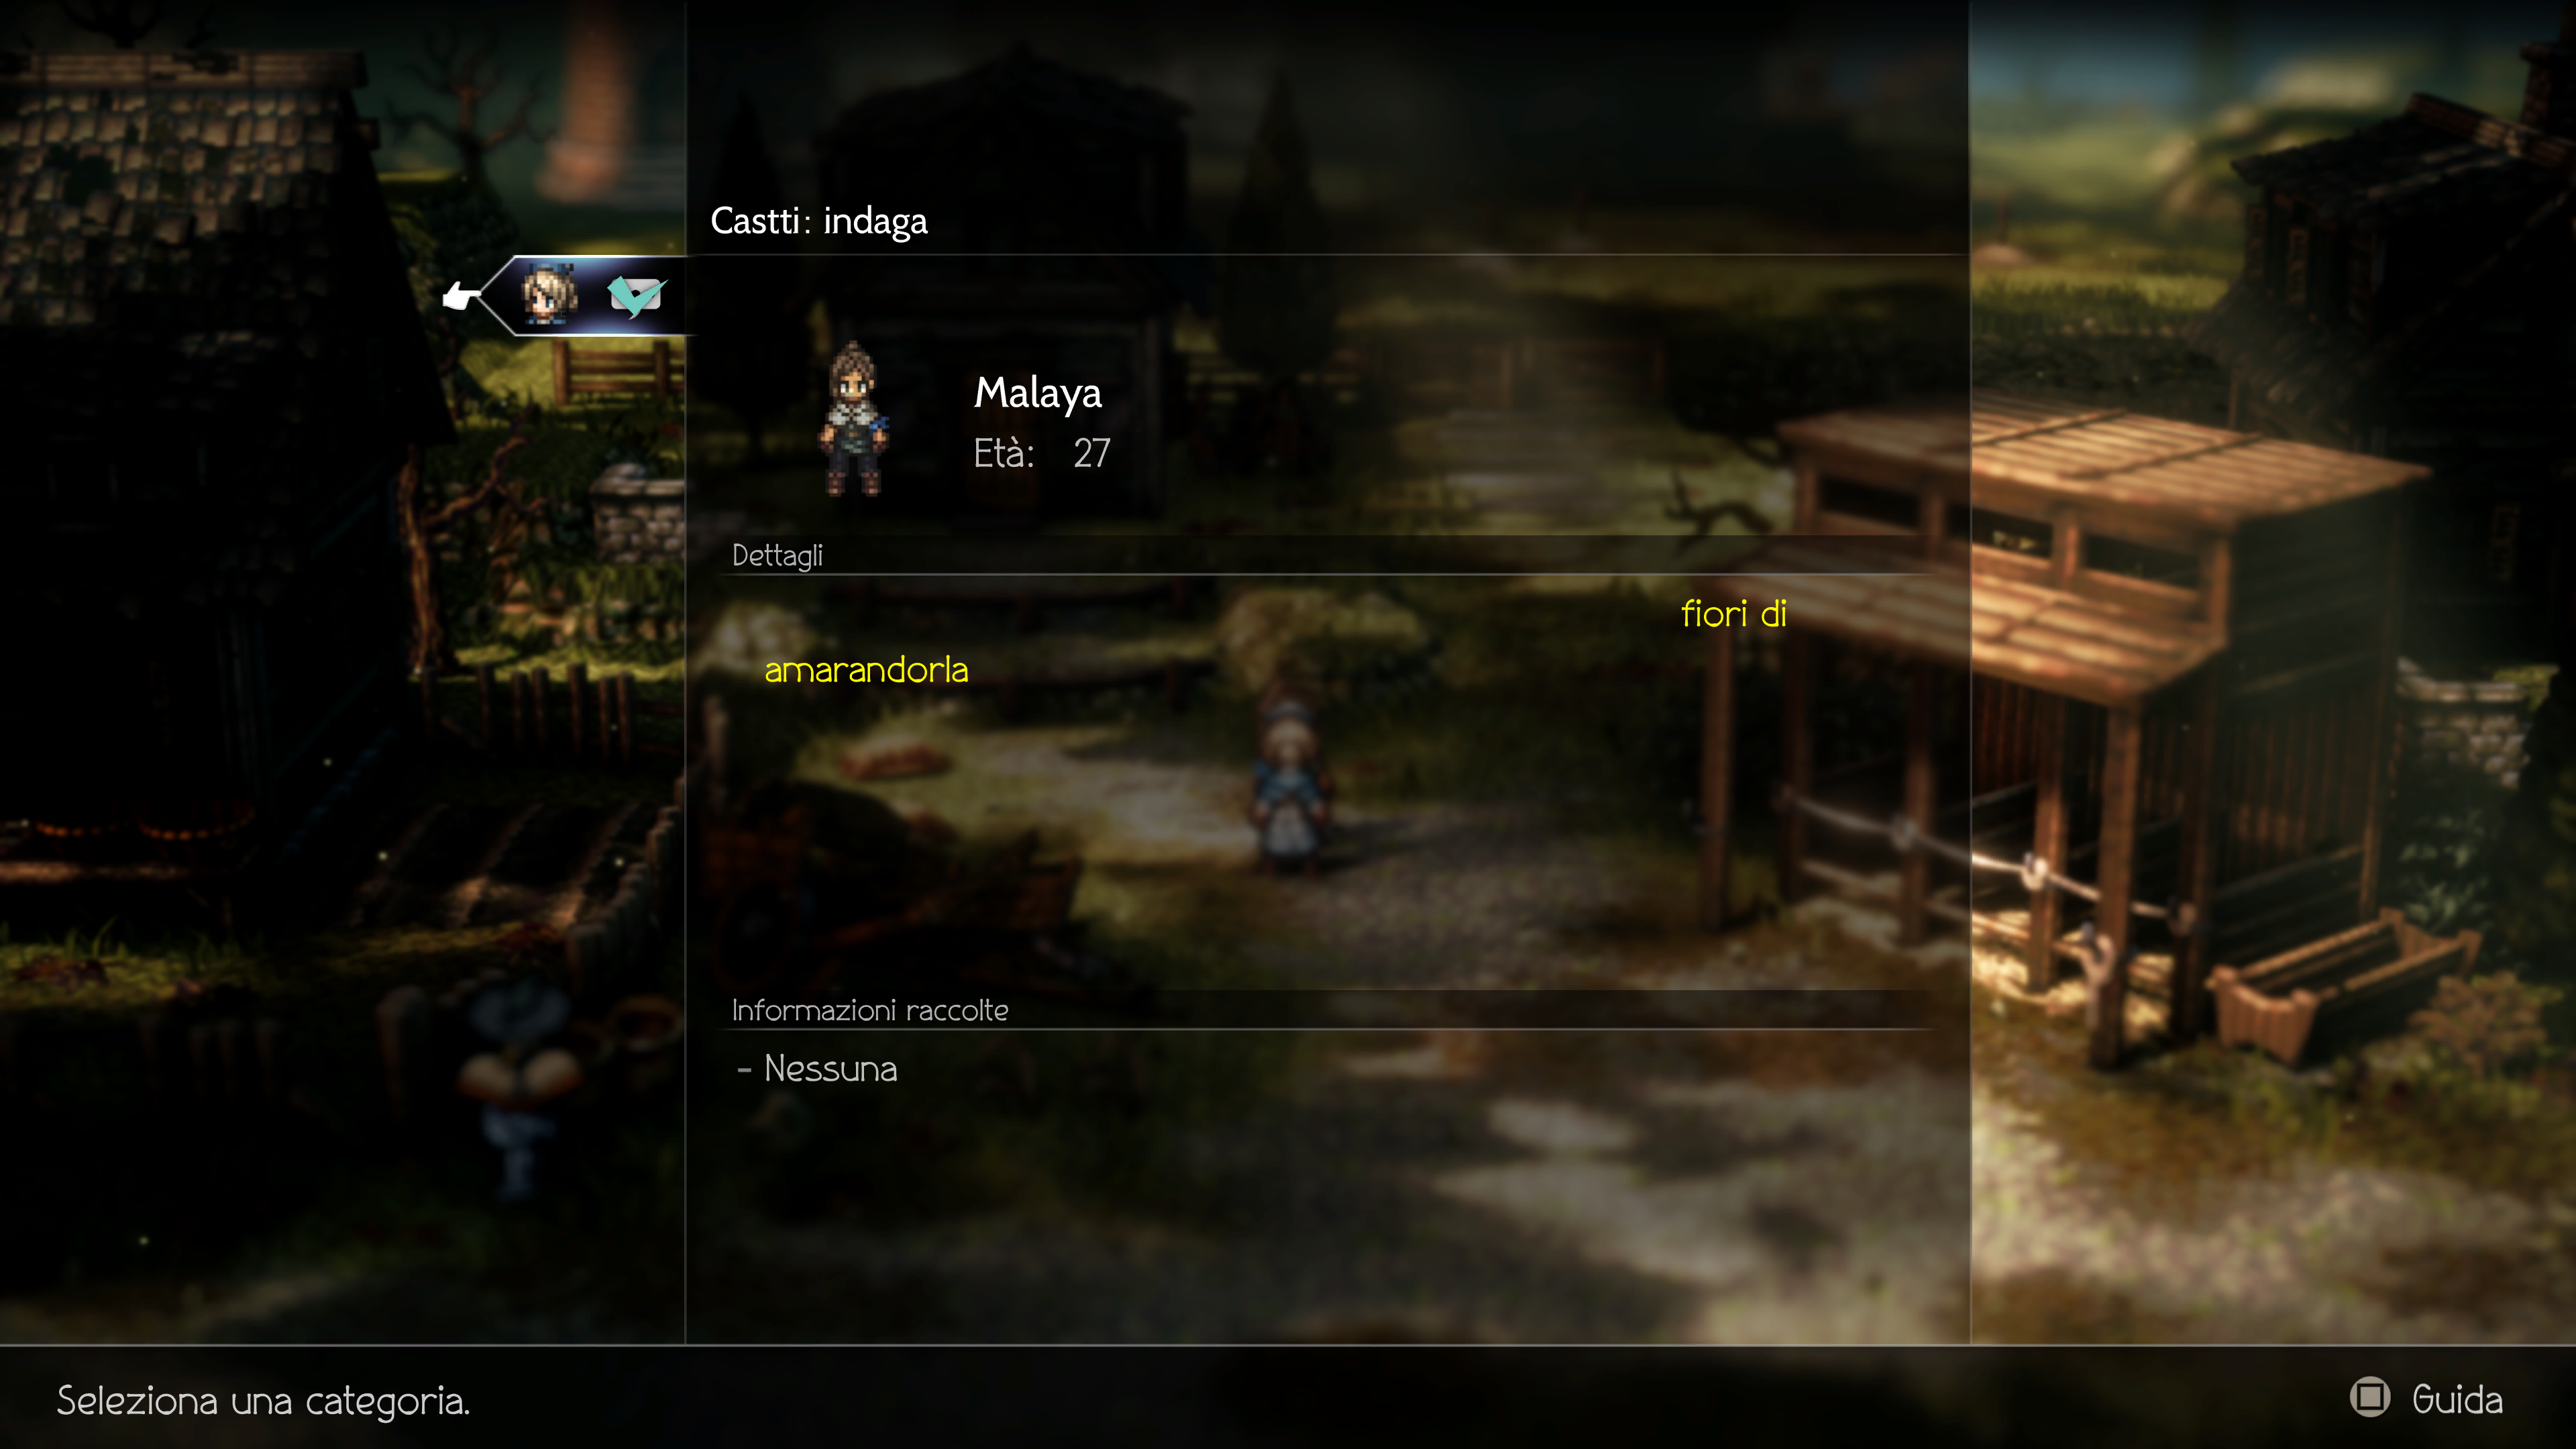 Castti: indaga
Malaya
Età: 27
Dettagli
fiori di
amarandorla
Informazioni raccolte
- Nessuna
Seleziona una categoria.
Guida